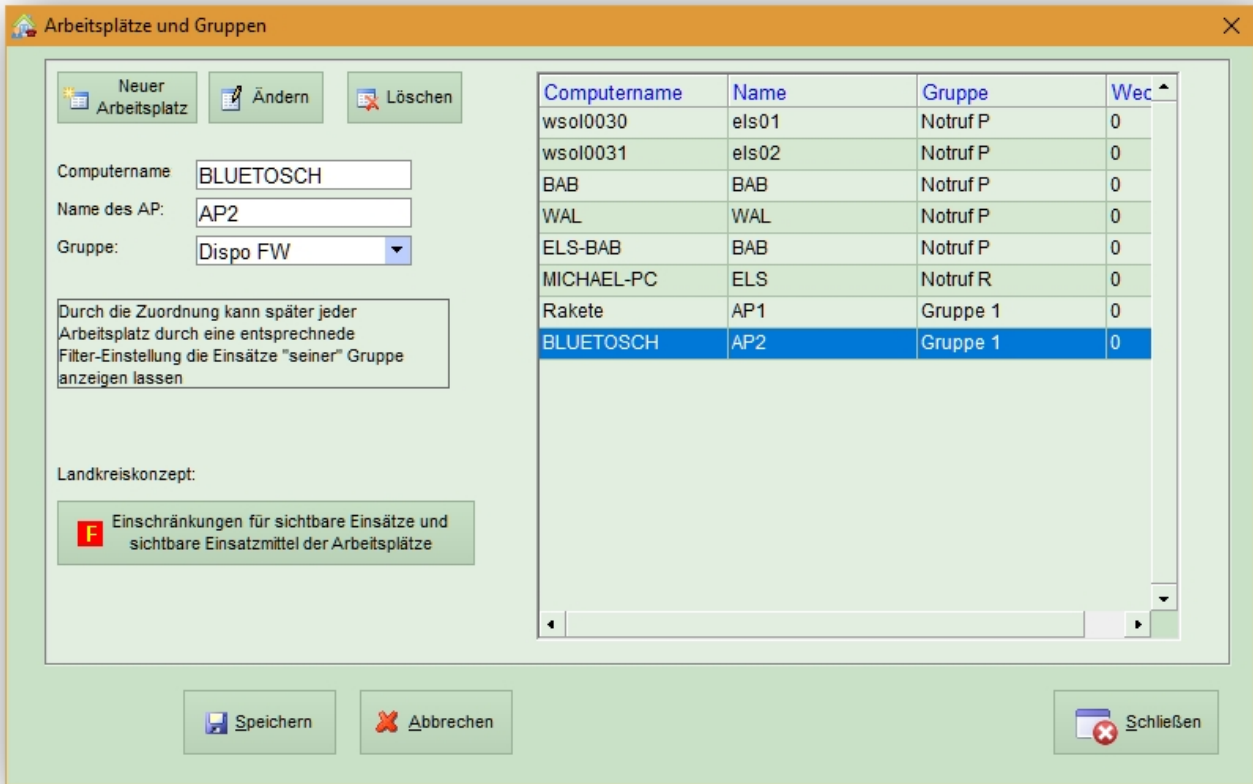 Arbeitsplätze und Gruppen
Neuer
Arbeitsplatz
Ändern
Löschen
Computername
BLUETOSCH
Name des AP:
AP2
Gruppe:
Dispo FW
Durch die Zuordnung kann später jeder
Arbeitsplatz durch eine entsprechnede
Filter-Einstellung die Einsätze "seiner" Gruppe
anzeigen lassen
Landkreiskonzept:
F
Einschränkungen für sichtbare Einsätze und
sichtbare Einsatzmittel der Arbeitsplätze
Computername Name Gruppe Wec
wsol0030 els01 Notruf P 0
wsol0031 els02 Notruf P 0
BAB BAB Notruf P 0
WAL WAL Notruf P 0
ELS-BAB BAB Notruf P 0
MICHAEL-PC ELS Notruf R 0
Rakete AP1 Gruppe 1 0
BLUETOSCH AP2 Gruppe 1 0
Speichern
Abbrechen
Schließen